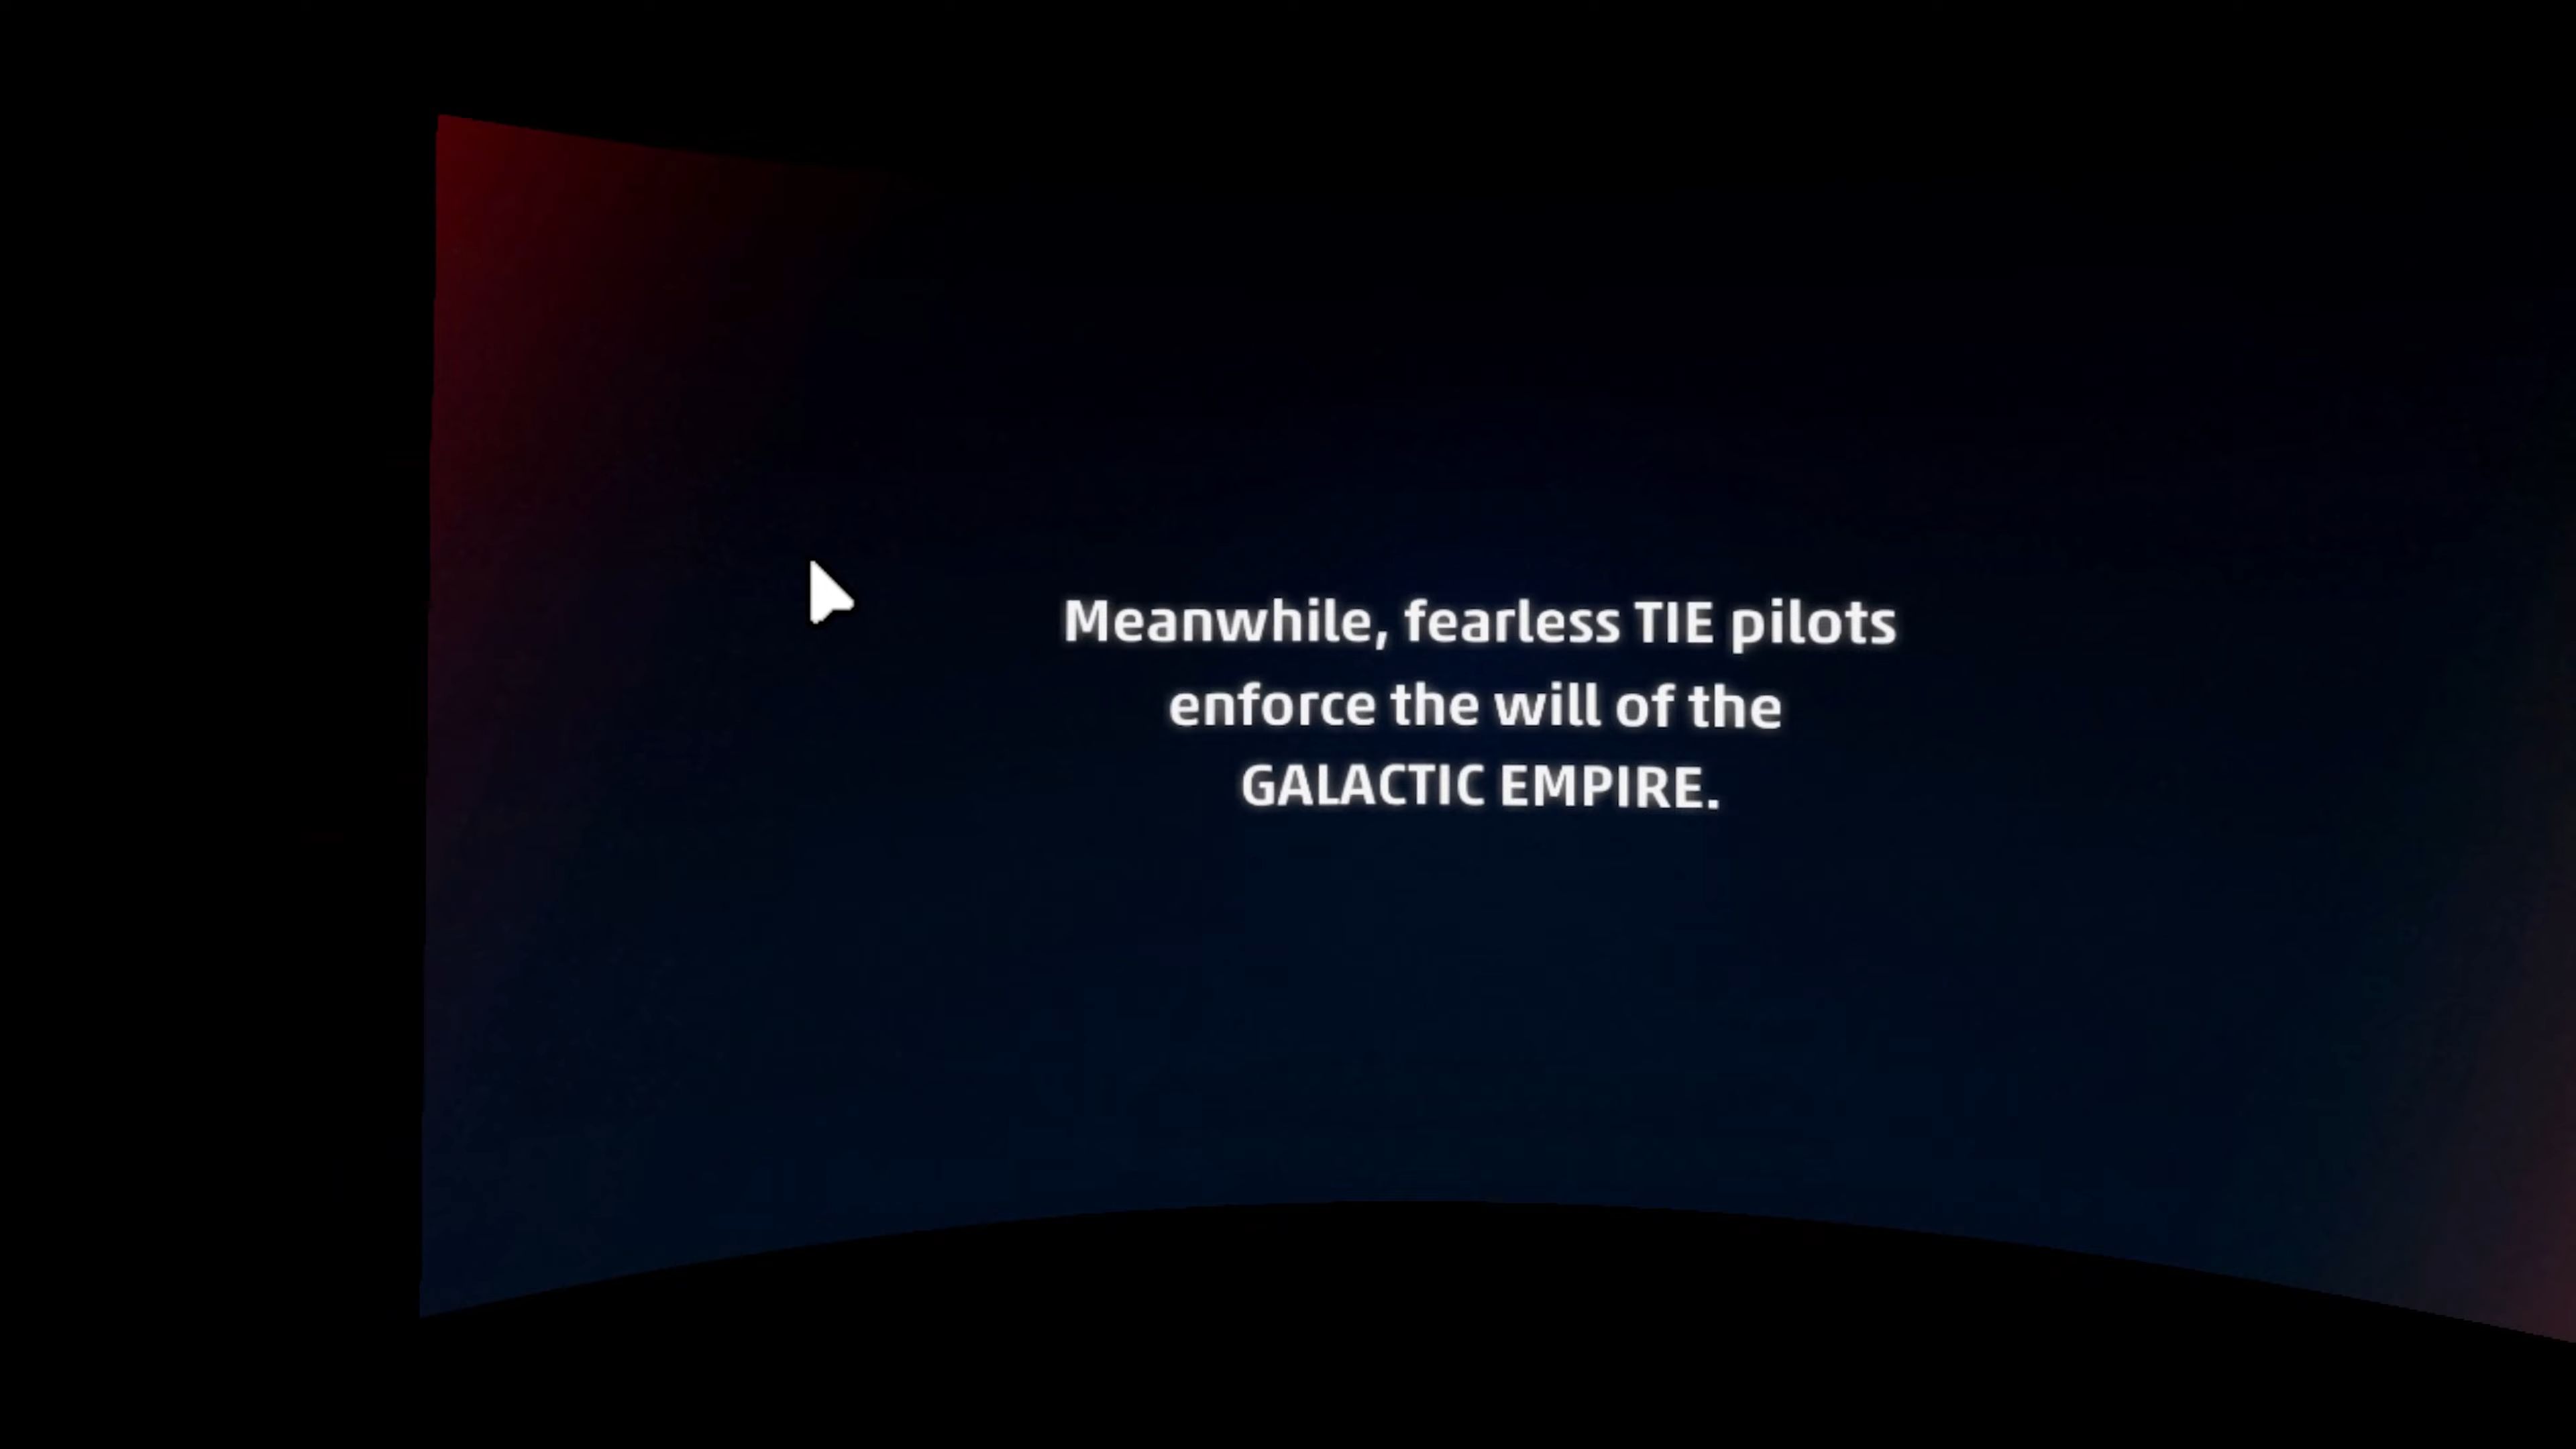 Meanwhile, fearless TIE pilots
enforce the will of the
GALACTIC EMPIRE.